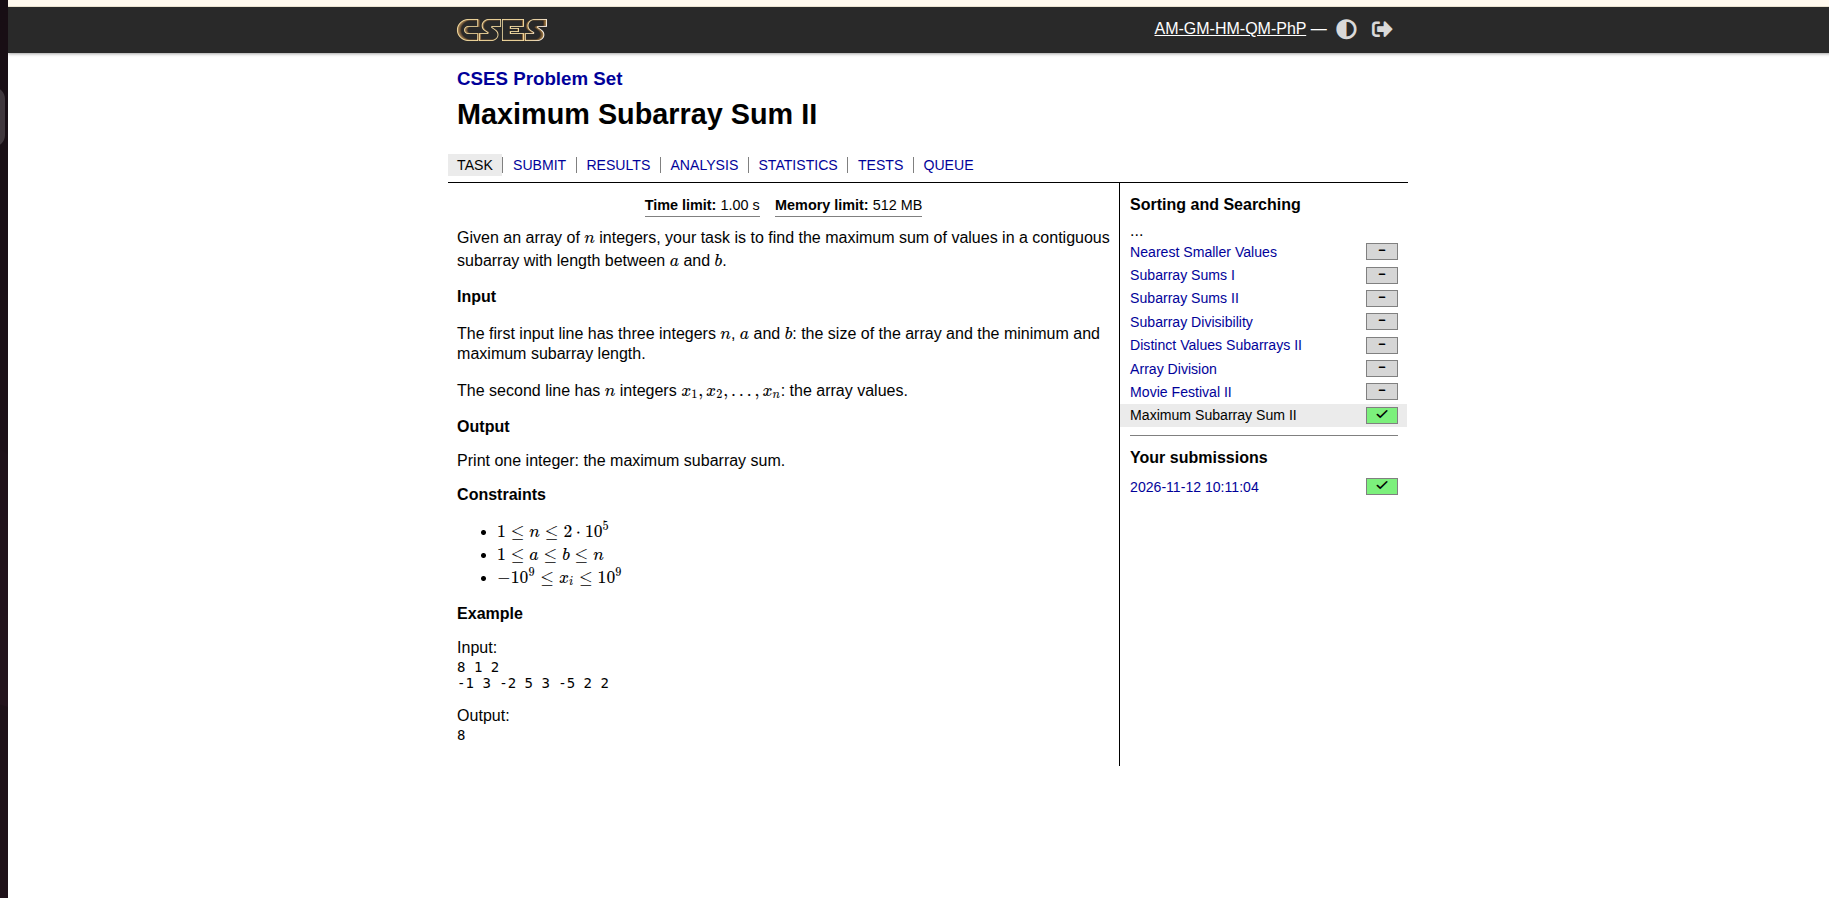 CSES
AM-GM-HM-QM-PhP —
CSES Problem Set
Maximum Subarray Sum II
TASK | SUBMIT | RESULTS | ANALYSIS | STATISTICS | TESTS | QUEUE
Time limit: 1.00 s Memory limit: 512 MB
Given an array of n integers, your task is to find the maximum sum of values in a contiguous
subarray with length between a and b.
Input
The first input line has three integers n, a and b: the size of the array and the minimum and
maximum subarray length.
The second line has n integers x₁, x₂, . . . , xₙ: the array values.
Output
Print one integer: the maximum subarray sum.
Constraints
• 1 ≤ n ≤ 2 · 10⁵
• 1 ≤ a ≤ b ≤ n
• −10⁹ ≤ xᵢ ≤ 10⁹
Example
Input:
8 1 2
-1 3 -2 5 3 -5 2 2
Output:
8
Sorting and Searching
...
Nearest Smaller Values –
Subarray Sums I –
Subarray Sums II –
Subarray Divisibility –
Distinct Values Subarrays II –
Array Division –
Movie Festival II –
Maximum Subarray Sum II ✓
Your submissions
2026-11-12 10:11:04 ✓